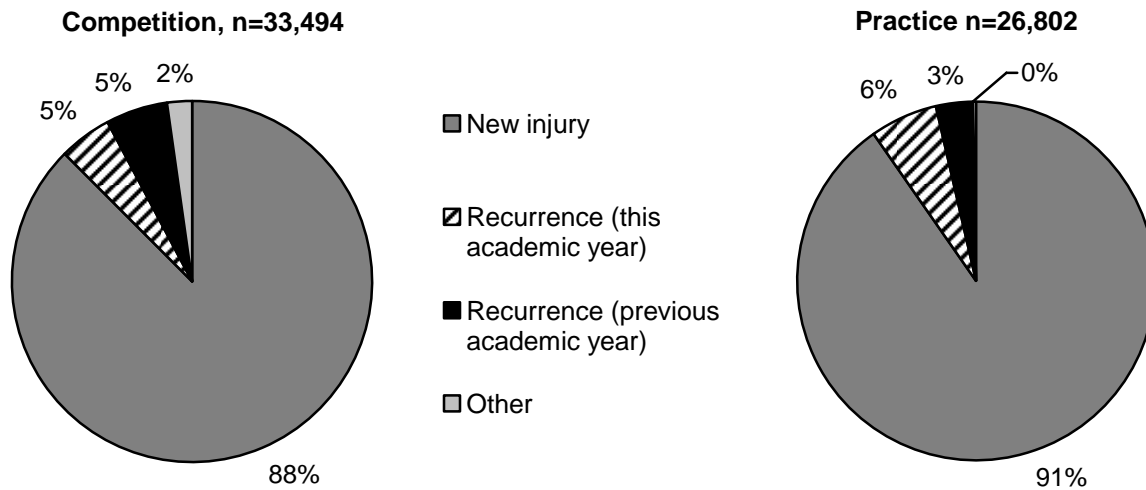 Competition, n=33,494
5%
5%
2%
88%
New injury
Recurrence (this
academic year)
Recurrence (previous
academic year)
Other
Practice n=26,802
6%
3%
0%
91%